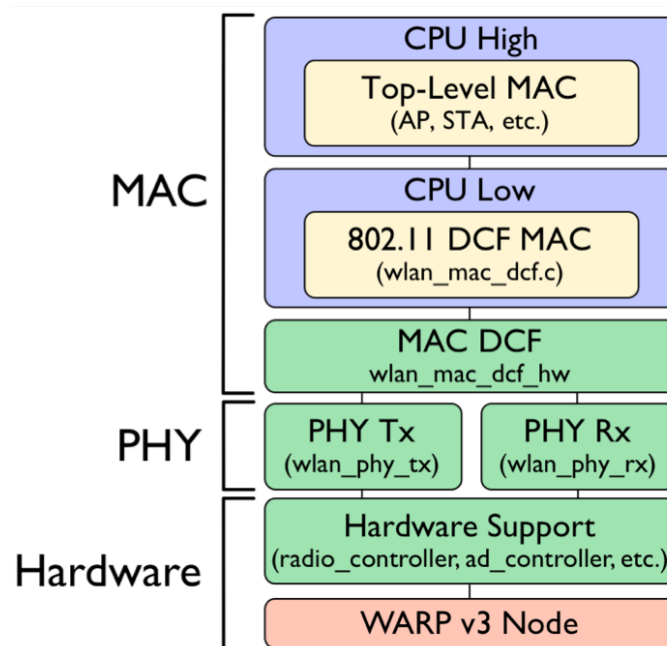 MAC
CPU High
Top-Level MAC
(AP, STA, etc.)
CPU Low
802.11 DCF MAC
(wlan_mac_dcf.c)
MAC DCF
wlan_mac_dcf_hw
PHY
PHY Tx
(wlan_phy_tx)
PHY Rx
(wlan_phy_rx)
Hardware
Hardware Support
(radio_controller, ad_controller, etc.)
WARP v3 Node